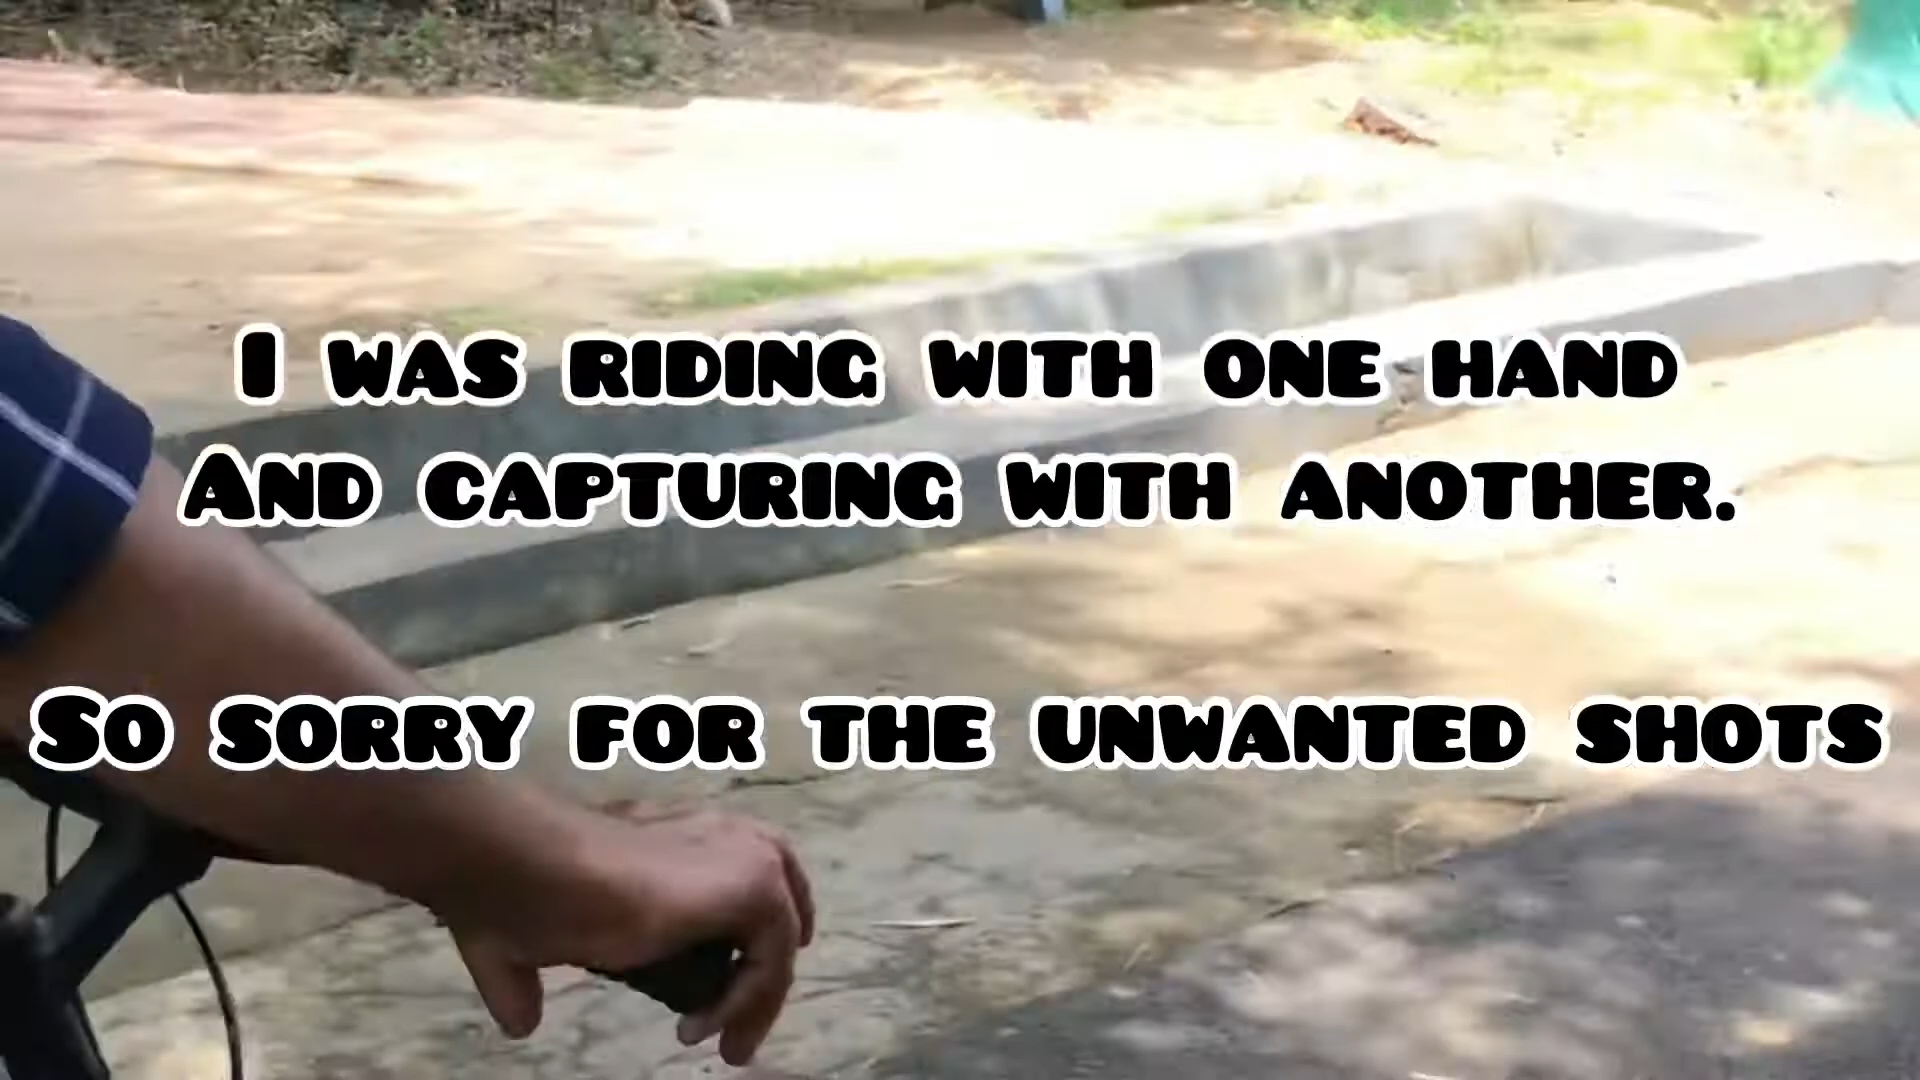 I was riding with one hand
And capturing with another.
So sorry for the unwanted shots